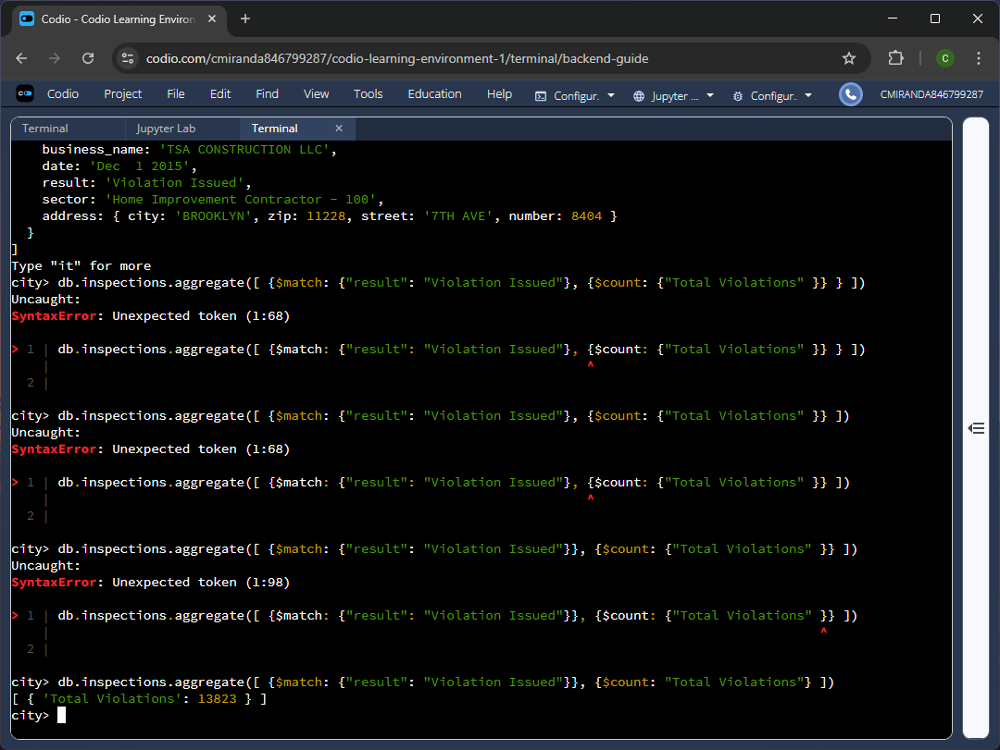 Codio - Codio Learning Environ
codio.com/cmiranda846799287/codio-learning-environment-1/terminal/backend-guide
C
Codio Project File Edit Find View Tools Education Help Configur. Jupyter ... Configur.. CMIRANDA846799287
Terminal Jupyter Lab Terminal
business_name: 'TSA CONSTRUCTION LLC',
date: 'Dec  1 2015',
result: 'Violation Issued',
sector: 'Home Improvement Contractor - 100',
address: { city: 'BROOKLYN', zip: 11228, street: '7TH AVE', number: 8404 }
}
]
Type "it" for more
city> db.inspections.aggregate([ {$match: {"result": "Violation Issued"}, {$count: {"Total Violations" }} } ])
Uncaught:
SyntaxError: Unexpected token (1:68)
> 1 | db.inspections.aggregate([ {$match: {"result": "Violation Issued"}, {$count: {"Total Violations" }} } ])
| ^
2 |
city> db.inspections.aggregate([ {$match: {"result": "Violation Issued"}, {$count: {"Total Violations" }} ])
Uncaught:
SyntaxError: Unexpected token (1:68)
> 1 | db.inspections.aggregate([ {$match: {"result": "Violation Issued"}, {$count: {"Total Violations" }} ])
| ^
2 |
city> db.inspections.aggregate([ {$match: {"result": "Violation Issued"}}, {$count: {"Total Violations" }} ])
Uncaught:
SyntaxError: Unexpected token (1:98)
> 1 | db.inspections.aggregate([ {$match: {"result": "Violation Issued"}}, {$count: {"Total Violations" }} ])
| ^
2 |
city> db.inspections.aggregate([ {$match: {"result": "Violation Issued"}}, {$count: "Total Violations"} ])
[ { 'Total Violations': 13823 } ]
city>